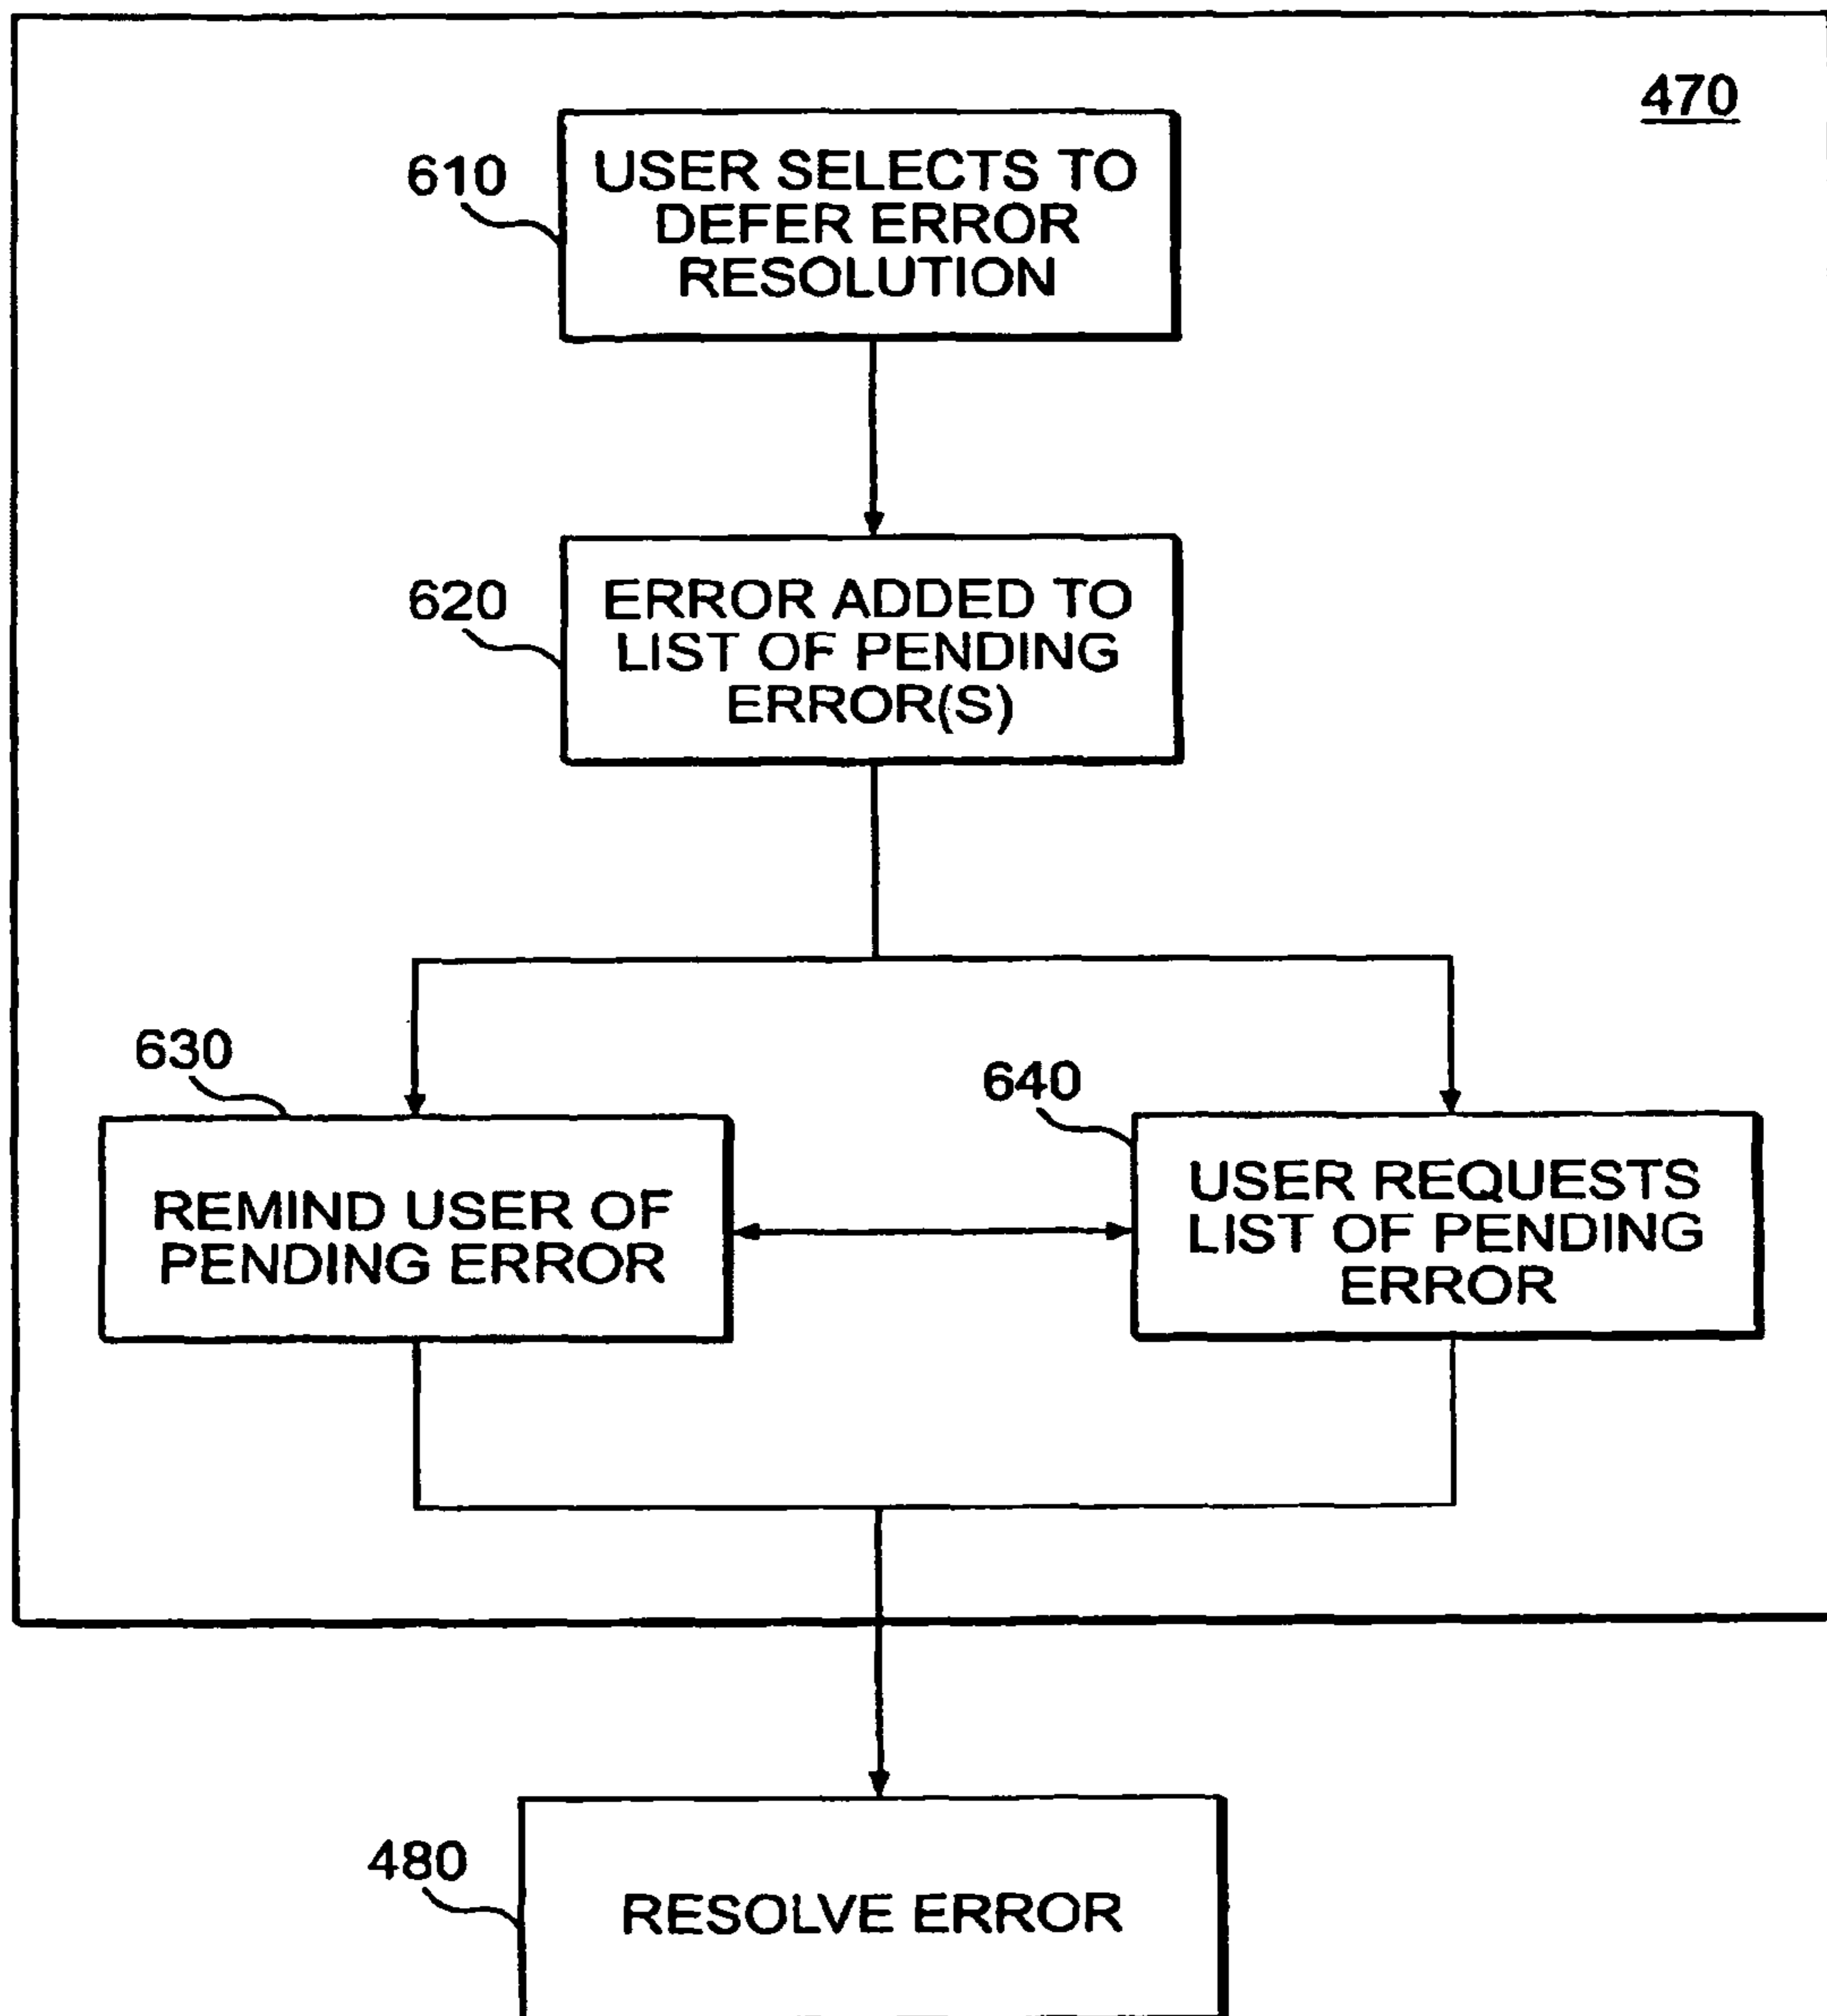 470
610
USER SELECTS TO
DEFER ERROR
RESOLUTION
620
ERROR ADDED TO
LIST OF PENDING
ERROR(S)
630
REMIND USER OF
PENDING ERROR
640
USER REQUESTS
LIST OF PENDING
ERROR
480
RESOLVE ERROR